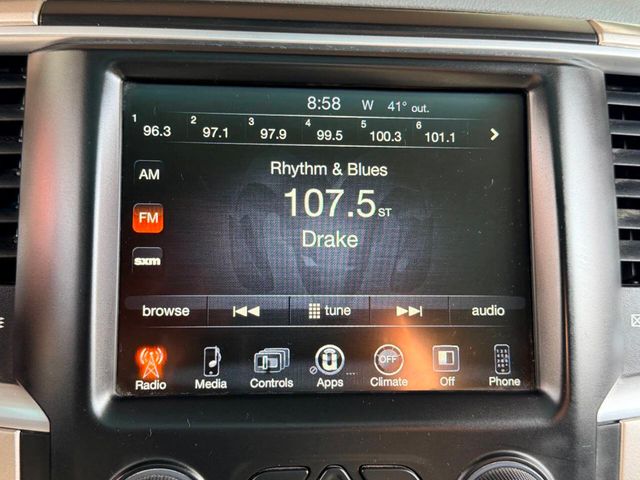 8:58 W 41° out.
1 96.3 2 97.1 3 97.9 4 99.5 5 100.3 6 101.1 >
AM
Rhythm & Blues
FM
107.5 ST
Drake
sxm
browse tune audio
OFF
Radio Media Controls Apps Climate Off Phone